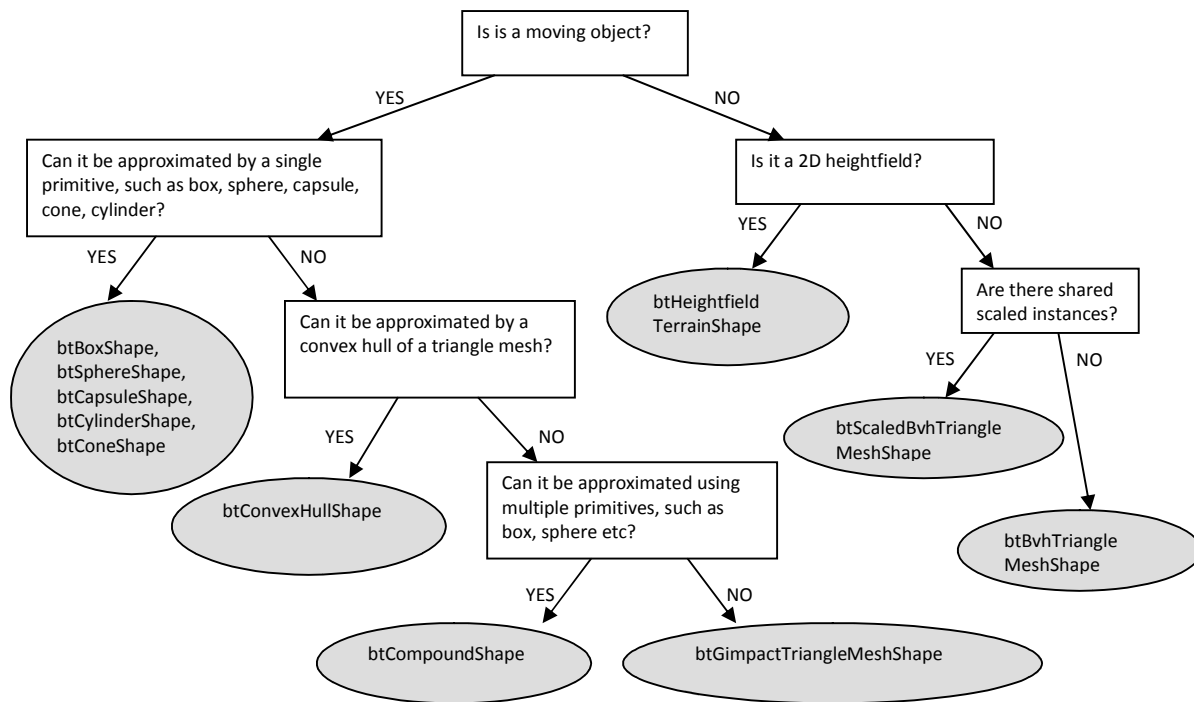 Is is a moving object?
YES
NO
Can it be approximated by a single
primitive, such as box, sphere, capsule,
cone, cylinder?
Is it a 2D heightfield?
YES
NO
YES
NO
btBoxShape,
btSphereShape,
btCapsuleShape,
btCylinderShape,
btConeShape
Can it be approximated by a
convex hull of a triangle mesh?
btHeightfield
TerrainShape
Are there shared
scaled instances?
YES
NO
YES
NO
btConvexHullShape
Can it be approximated using
multiple primitives, such as
box, sphere etc?
btScaledBvhTriangle
MeshShape
btBvhTriangle
MeshShape
YES
NO
btCompoundShape
btGimpactTriangleMeshShape